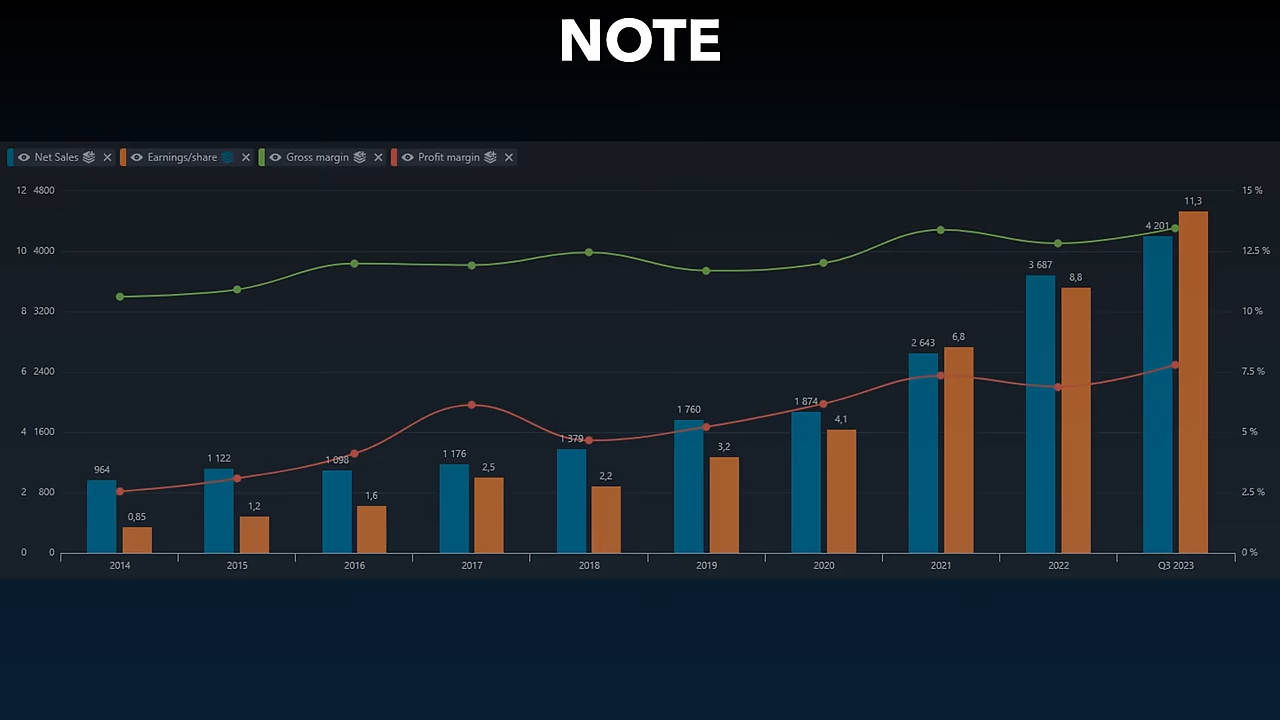 NOTE
Net Sales Earnings/share Gross margin Profit margin
12 4800 15 %
11,3
4 201
10 4000 12.5 %
3 687
8,8
8 3200 10 %
2 643 6,8
6 2400 7.5 %
1 760
1 874
4,1
4 1600 5 %
1 379
3,2
964 1 122 1 098 1 176 2,5
2,2
2 800 1,6 2.5 %
0,85 1,2
0 0 0 %
2014 2015 2016 2017 2018 2019 2020 2021 2022 Q3 2023